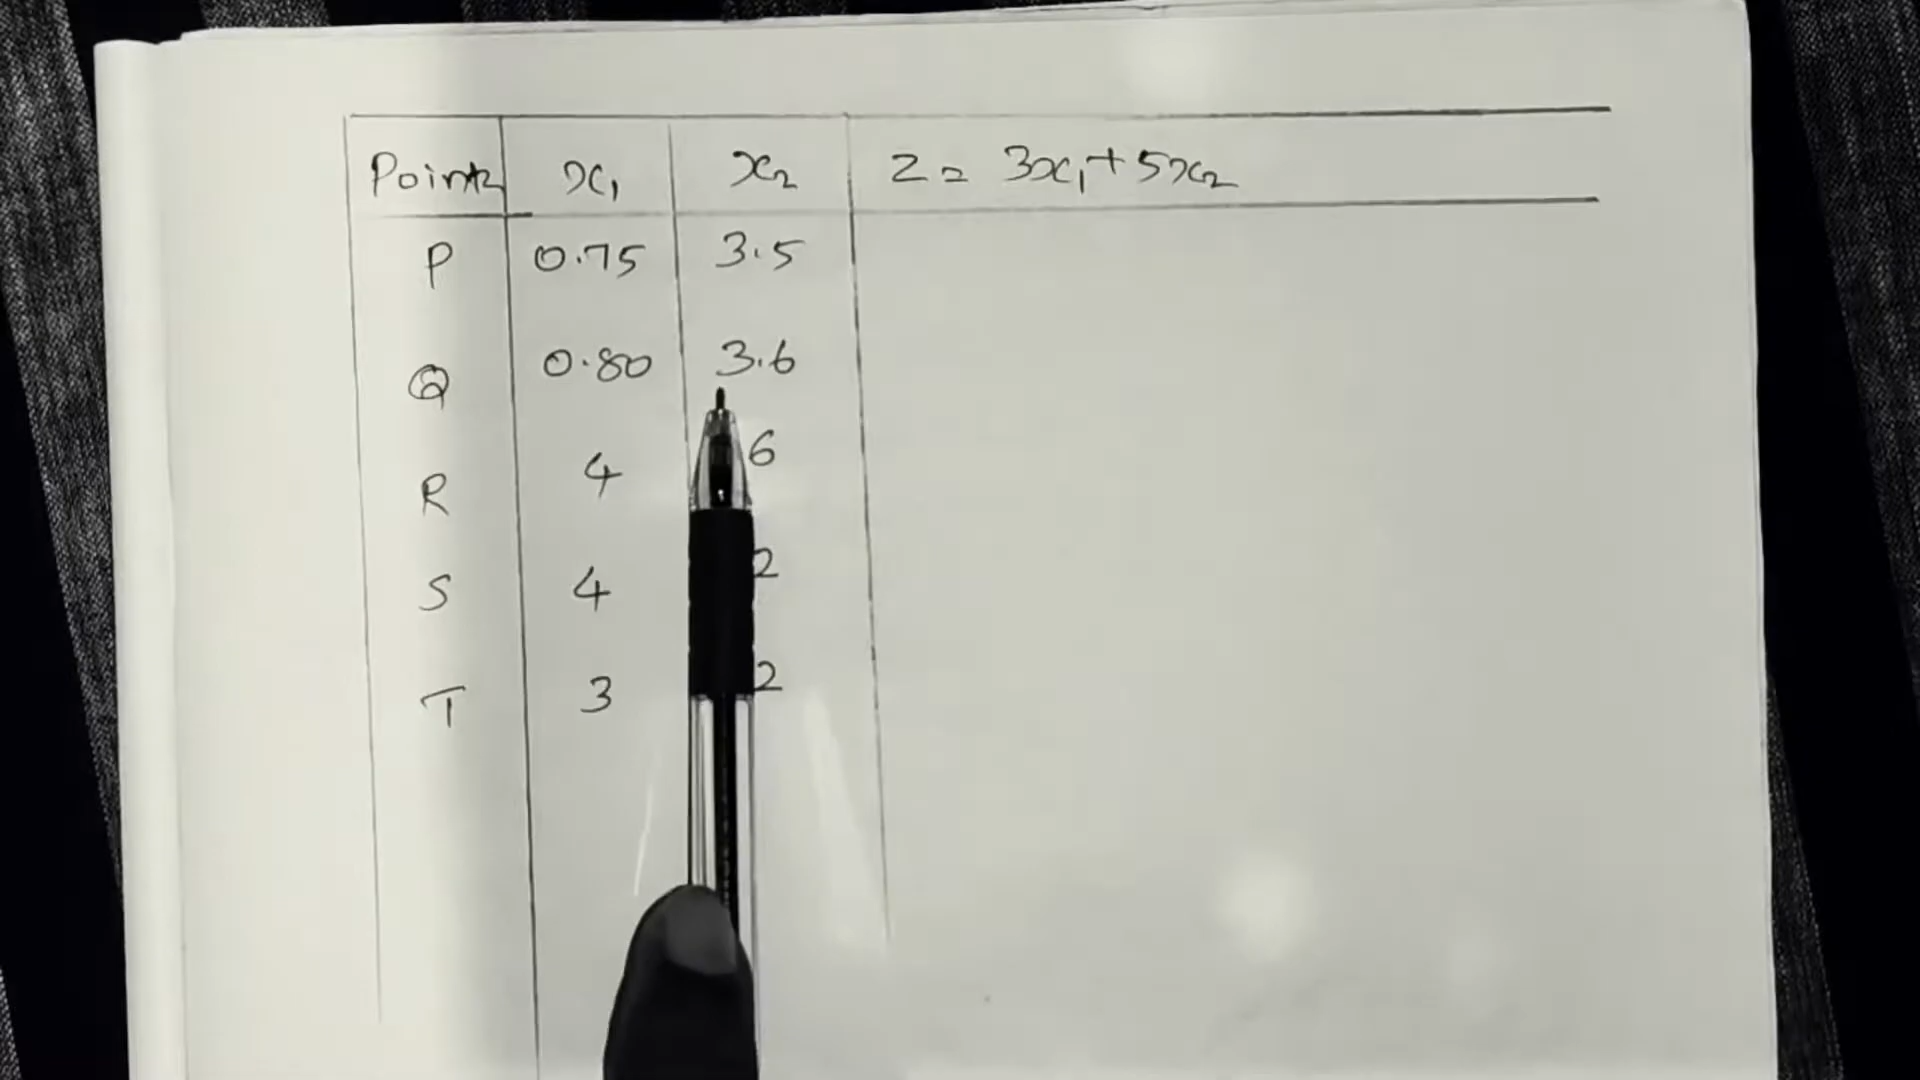 Points x₁ x₂ Z = 3x₁ + 5x₂
P 0.75 3.5
Q 0.80 3.6
R 4 6
S 4 2
T 3 2